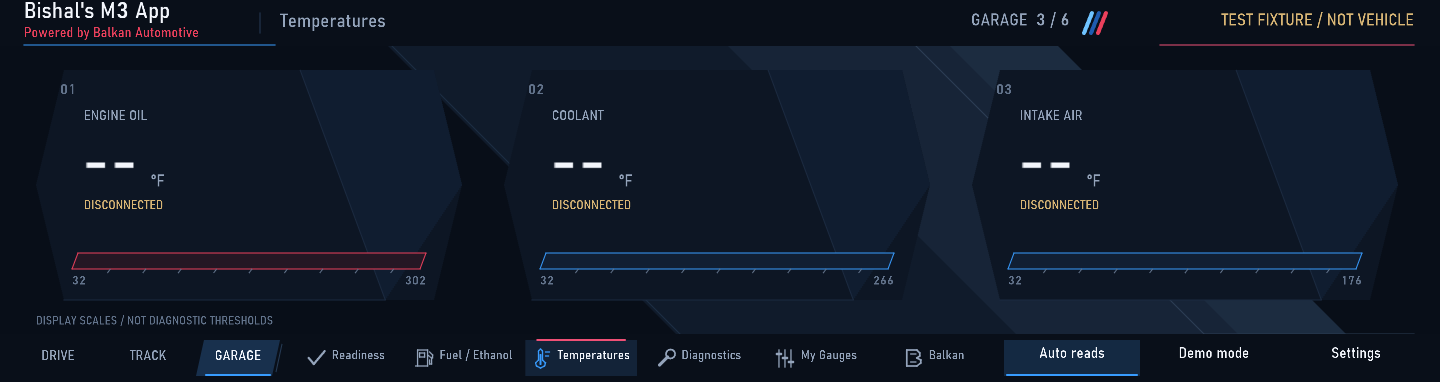 Bishal's M3 App
Powered by Balkan Automotive
Temperatures
GARAGE 3 / 6
TEST FIXTURE / NOT VEHICLE
01
ENGINE OIL
-- °F
DISCONNECTED
32 302
02
COOLANT
-- °F
DISCONNECTED
32 266
03
INTAKE AIR
-- °F
DISCONNECTED
32 176
DISPLAY SCALES / NOT DIAGNOSTIC THRESHOLDS
DRIVE TRACK GARAGE Readiness Fuel / Ethanol Temperatures Diagnostics My Gauges Balkan Auto reads Demo mode Settings